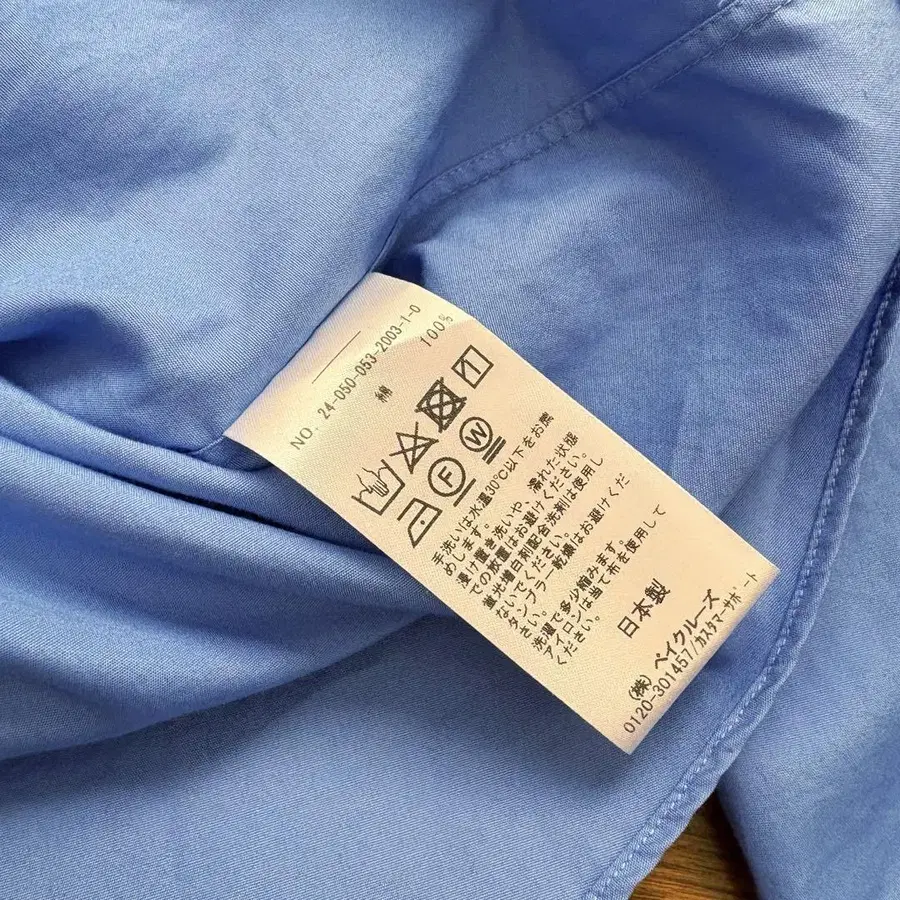 NO. 24-050-053-2003-1-0
綿 100%
手洗いは水温30℃以下をお薦
めします。
浸け置き洗いや、濡れた状態
での放置はお避けください。
蛍光増白剤配合洗剤は使用し
ないでください。
タンブラー乾燥はお避けくだ
さい。
洗濯で多少縮みます。
アイロンは当て布を使用して
ください。
日本製
(株) ベイクルーズ
0120-301457/カスタマーサポート